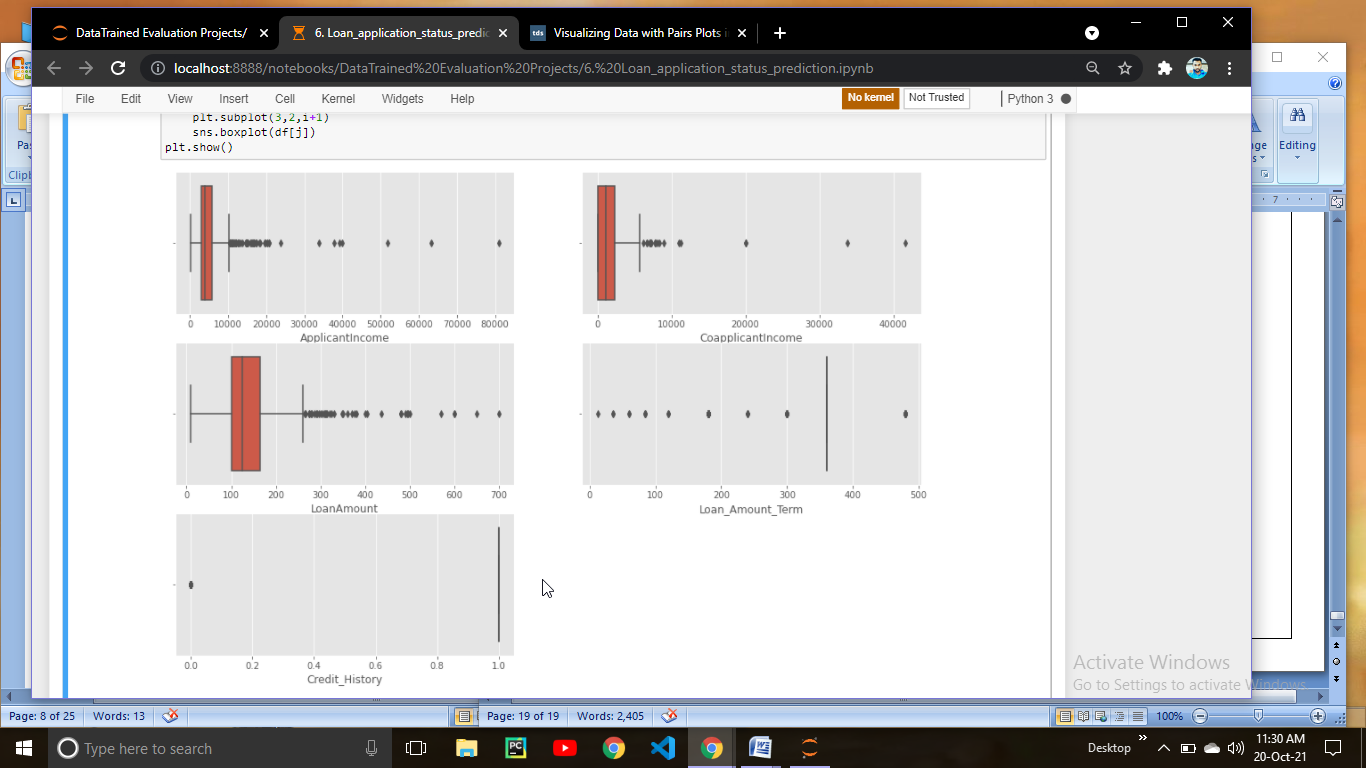 DataTrained Evaluation Projects/
6. Loan_application_status_predic
tds Visualizing Data with Pairs Plots i
localhost:8888/notebooks/DataTrained%20Evaluation%20Projects/6.%20Loan_application_status_prediction.ipynb
File Edit View Insert Cell Kernel Widgets Help
No kernel Not Trusted Python 3
Editing
plt.subplot(3,2,i+1)
sns.boxplot(df[j])
plt.show()
7
0 10000 20000 30000 40000 50000 60000 70000 80000
ApplicantIncome
0 10000 20000 30000 40000
CoapplicantIncome
0 100 200 300 400 500 600 700
LoanAmount
0 100 200 300 400 500
Loan_Amount_Term
0.0 0.2 0.4 0.6 0.8 1.0
Credit_History
Activate Windows
Go to Settings to activate Windows.
Page: 8 of 25 Words: 13
Page: 19 of 19 Words: 2,405
100%
Type here to search
Desktop
11:30 AM
20-Oct-21